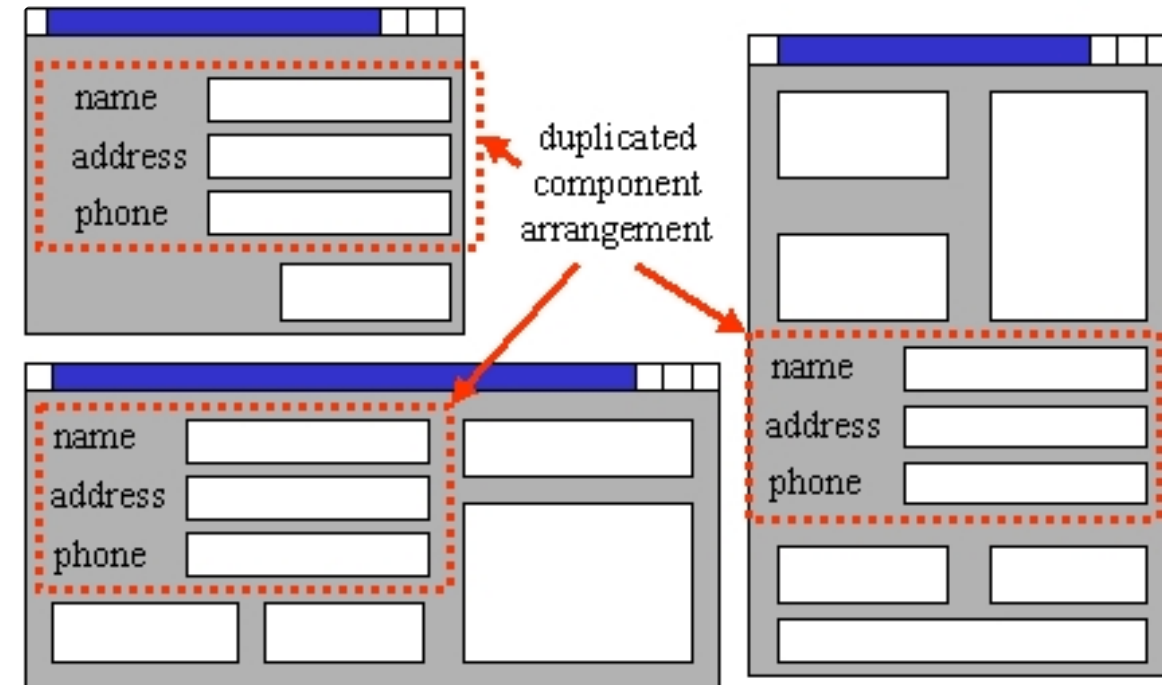 name
address
phone
duplicated
component
arrangement
name
address
phone
name
address
phone